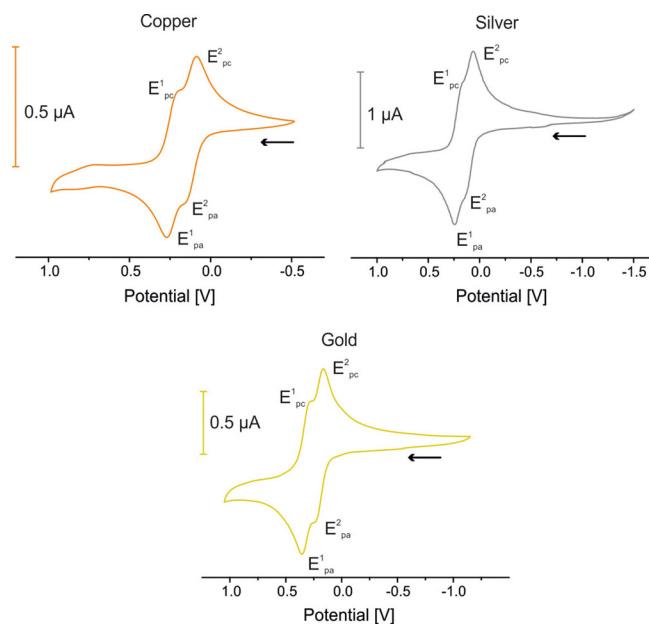 Copper
E²pc
E¹pc
0.5 µA
E²pa
E¹pa
1.0 0.5 0.0 -0.5
Potential [V]
Silver
E²pc
E¹pc
1 µA
E²pa
E¹pa
1.0 0.5 0.0 -0.5 -1.0 -1.5
Potential [V]
Gold
E²pc
E¹pc
0.5 µA
E²pa
E¹pa
1.0 0.5 0.0 -0.5 -1.0
Potential [V]